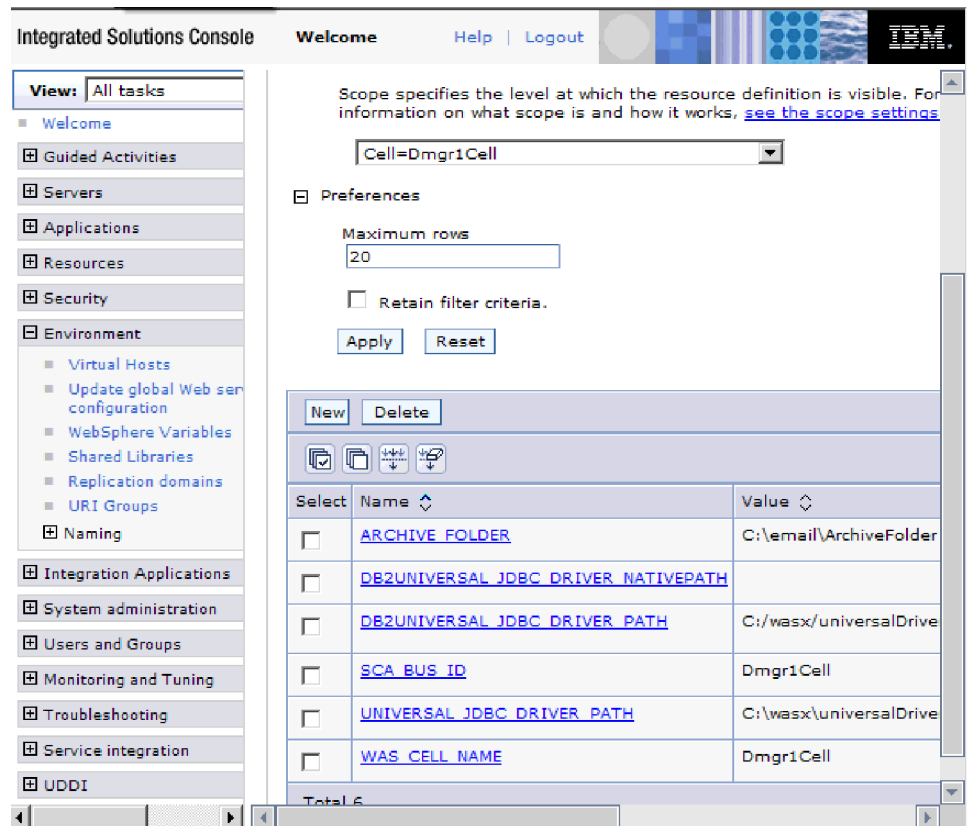 Integrated Solutions Console Welcome Help | Logout IBM.
View: All tasks
Welcome
Guided Activities
Servers
Applications
Resources
Security
Environment
Virtual Hosts
Update global Web ser
configuration
WebSphere Variables
Shared Libraries
Replication domains
URI Groups
Naming
Integration Applications
System administration
Users and Groups
Monitoring and Tuning
Troubleshooting
Service integration
UDDI
Scope specifies the level at which the resource definition is visible. For
information on what scope is and how it works, see the scope settings
Cell=Dmgr1Cell
Preferences
Maximum rows
20
Retain filter criteria.
Apply Reset
New Delete
Select Name Value
ARCHIVE_FOLDER C:\email\ArchiveFolder
DB2UNIVERSAL_JDBC_DRIVER_NATIVEPATH
DB2UNIVERSAL_JDBC_DRIVER_PATH C:/wasx/universalDrive
SCA_BUS_ID Dmgr1Cell
UNIVERSAL_JDBC_DRIVER_PATH C:\wasx\universalDrive
WAS_CELL_NAME Dmgr1Cell
Total 6